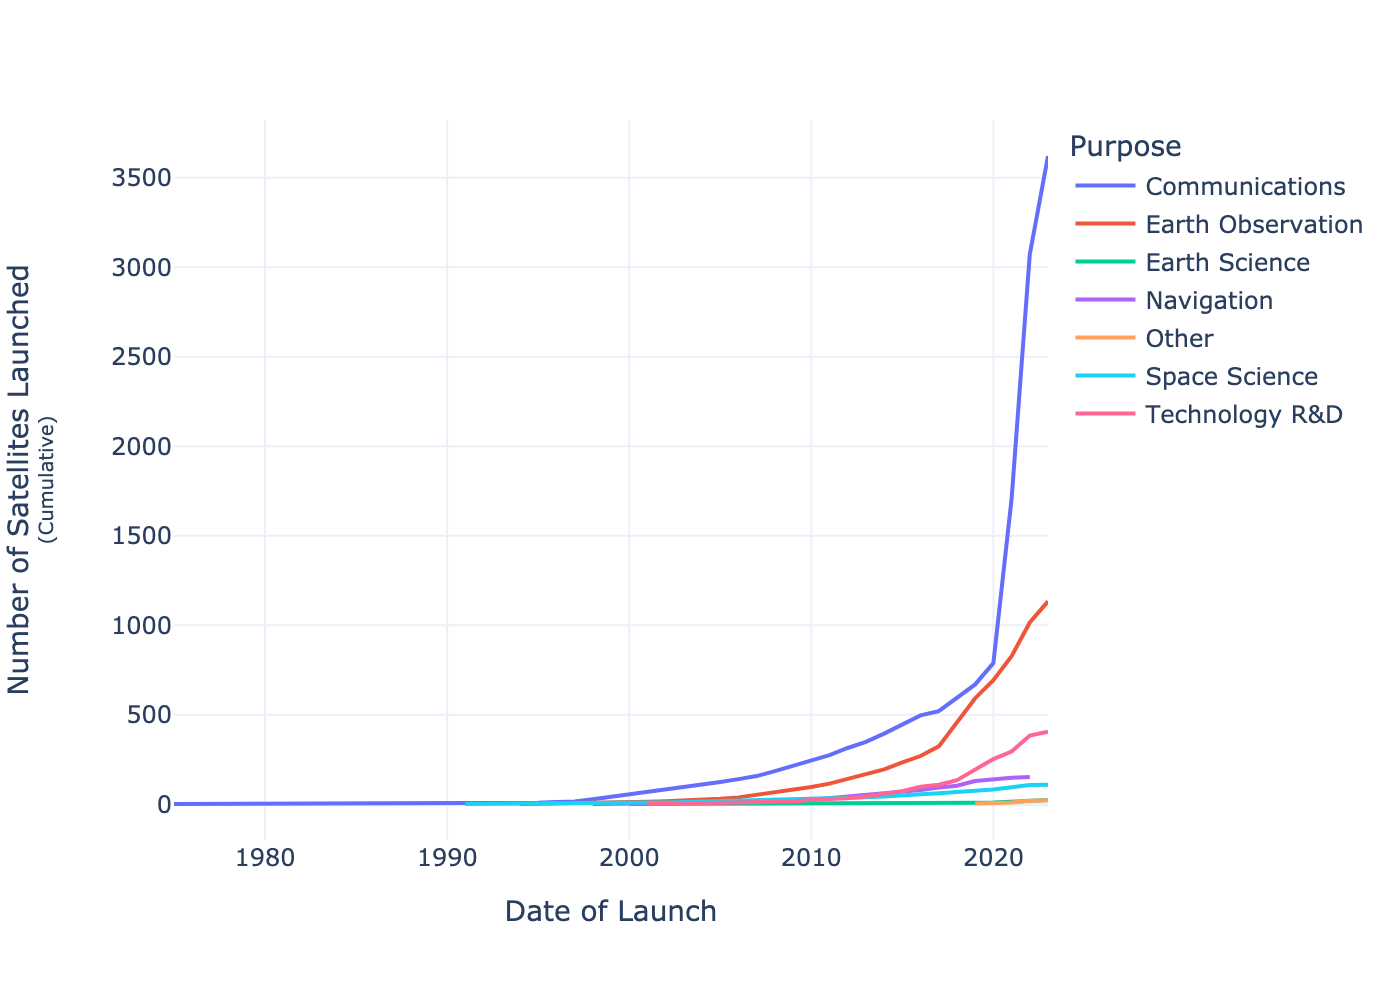 Number of Satellites Launched
(Cumulative)
3500
3000
2500
2000
1500
1000
500
0
1980
1990
2000
2010
2020
Date of Launch
Purpose
Communications
Earth Observation
Earth Science
Navigation
Other
Space Science
Technology R&D